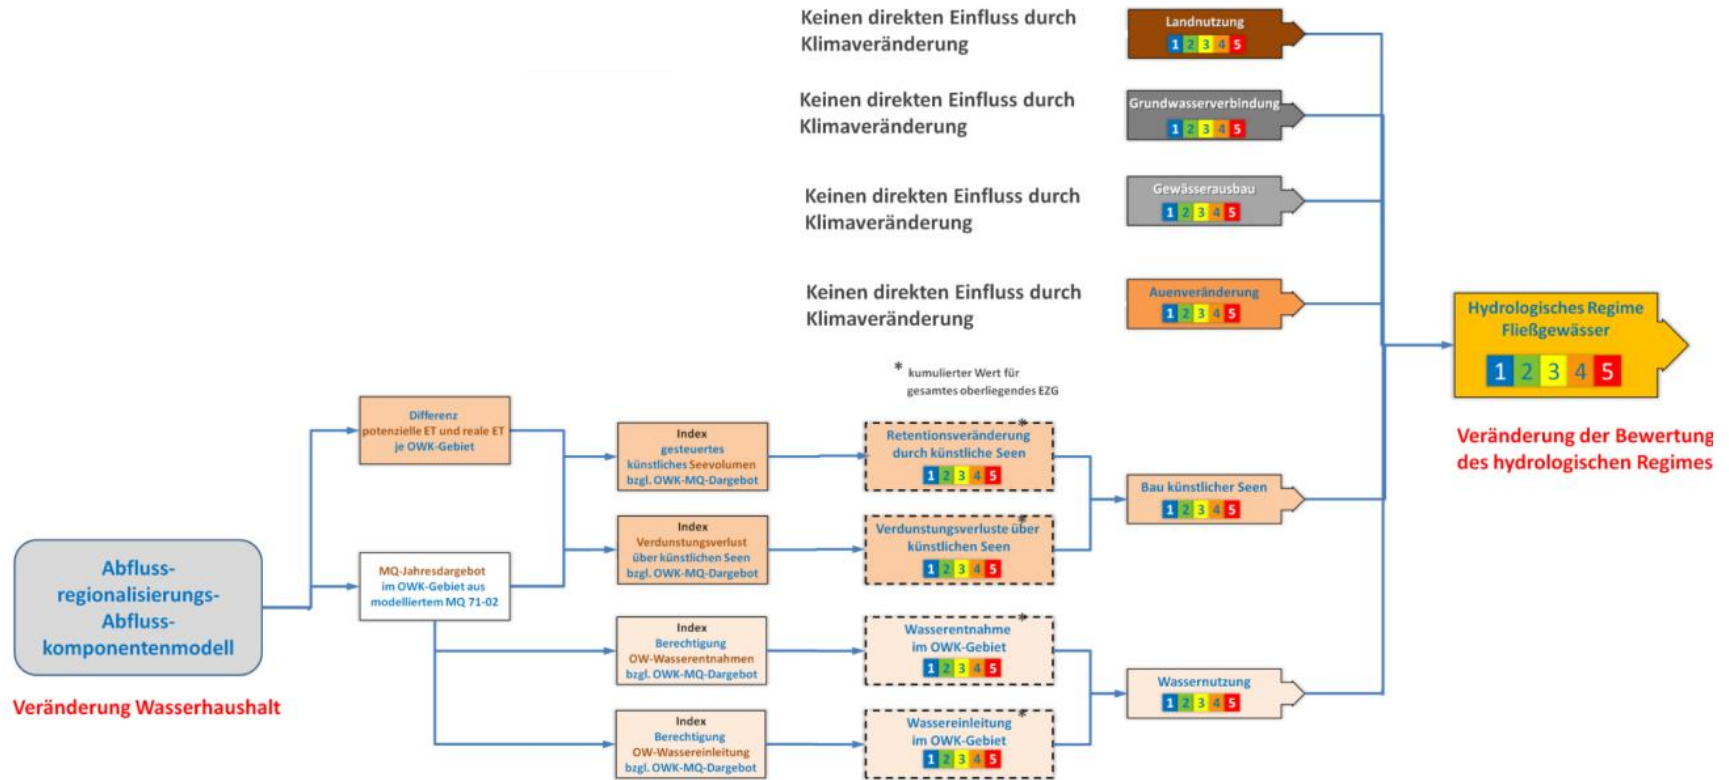 Keinen direkten Einfluss durch
Klimaveränderung
Landnutzung
1 2 3 4 5
Keinen direkten Einfluss durch
Klimaveränderung
Grundwasserverbindung
1 2 3 4 5
Keinen direkten Einfluss durch
Klimaveränderung
Gewässerausbau
1 2 3 4 5
Keinen direkten Einfluss durch
Klimaveränderung
Auenveränderung
1 2 3 4 5
Hydrologisches Regime
Fließgewässer
1 2 3 4 5
Veränderung der Bewertung
des hydrologischen Regimes
* kumulierter Wert für
gesamtes oberliegendes EZG
Differenz
potenzielle ET und reale ET
je OWK-Gebiet
Index
gesteuertes
künstliches Seevolumen
bzgl. OWK-MQ-Dargebot
*
Retentionsveränderung
durch künstliche Seen
1 2 3 4 5
Bau künstlicher Seen
1 2 3 4 5
Index
Verdunstungsverlust
über künstlichen Seen
bzgl. OWK-MQ-Dargebot
*
Verdunstungsverluste über
künstlichen Seen
1 2 3 4 5
Abfluss-
regionalisierungs-
Abfluss-
komponentenmodell
Veränderung Wasserhaushalt
MQ-Jahresdargebot
im OWK-Gebiet aus
modelliertem MQ 71-02
Index
Berechtigung
OW-Wasserentnahmen
bzgl. OWK-MQ-Dargebot
*
Wasserentnahme
im OWK-Gebiet
1 2 3 4 5
Wassernutzung
1 2 3 4 5
Index
Berechtigung
OW-Wassereinleitung
bzgl. OWK-MQ-Dargebot
*
Wassereinleitung
im OWK-Gebiet
1 2 3 4 5